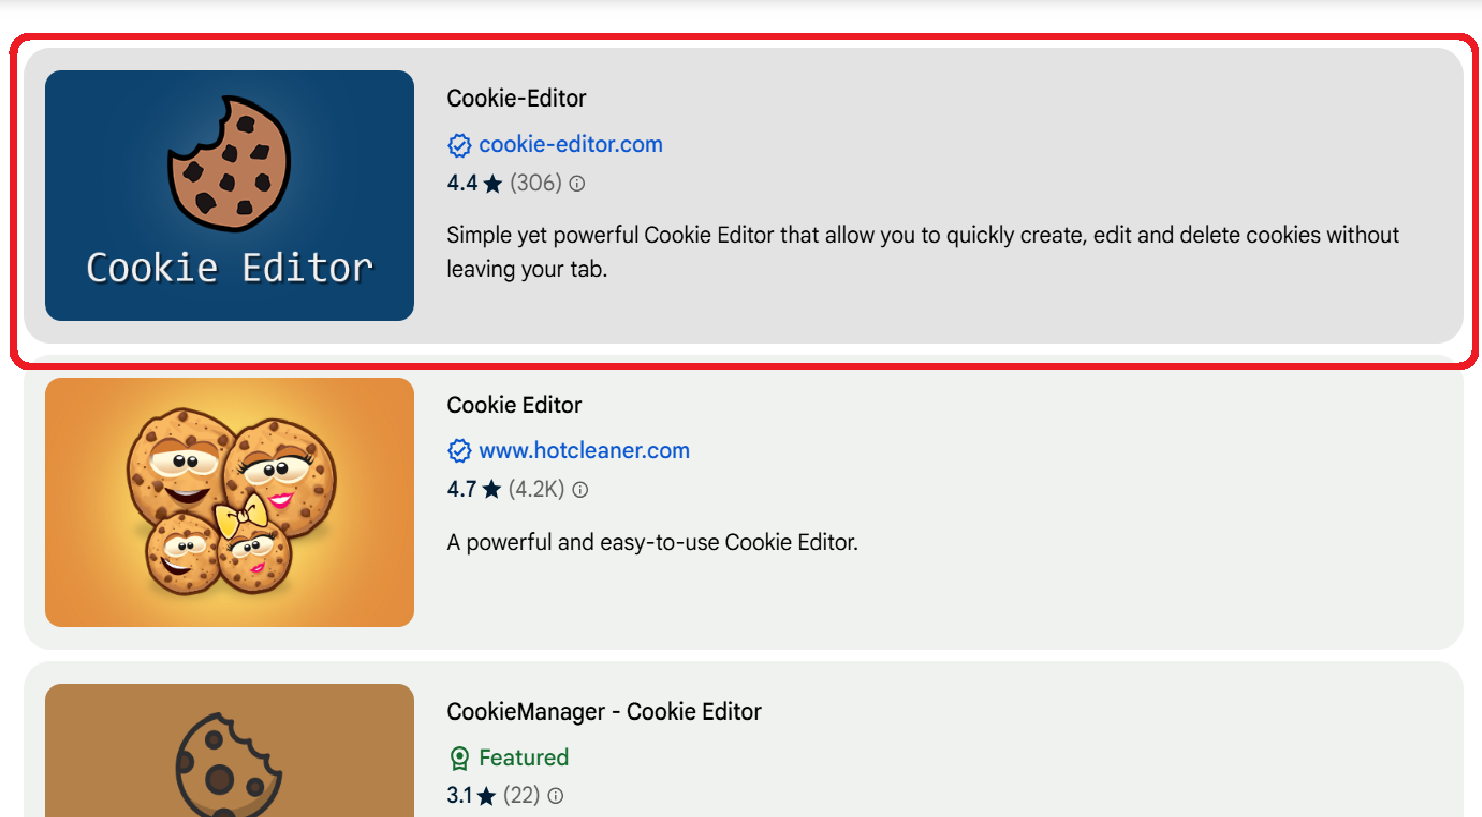 Cookie Editor
Cookie-Editor
cookie-editor.com
4.4 ★ (306)
Simple yet powerful Cookie Editor that allow you to quickly create, edit and delete cookies without
leaving your tab.
Cookie Editor
www.hotcleaner.com
4.7 ★ (4.2K)
A powerful and easy-to-use Cookie Editor.
CookieManager - Cookie Editor
Featured
3.1 ★ (22)